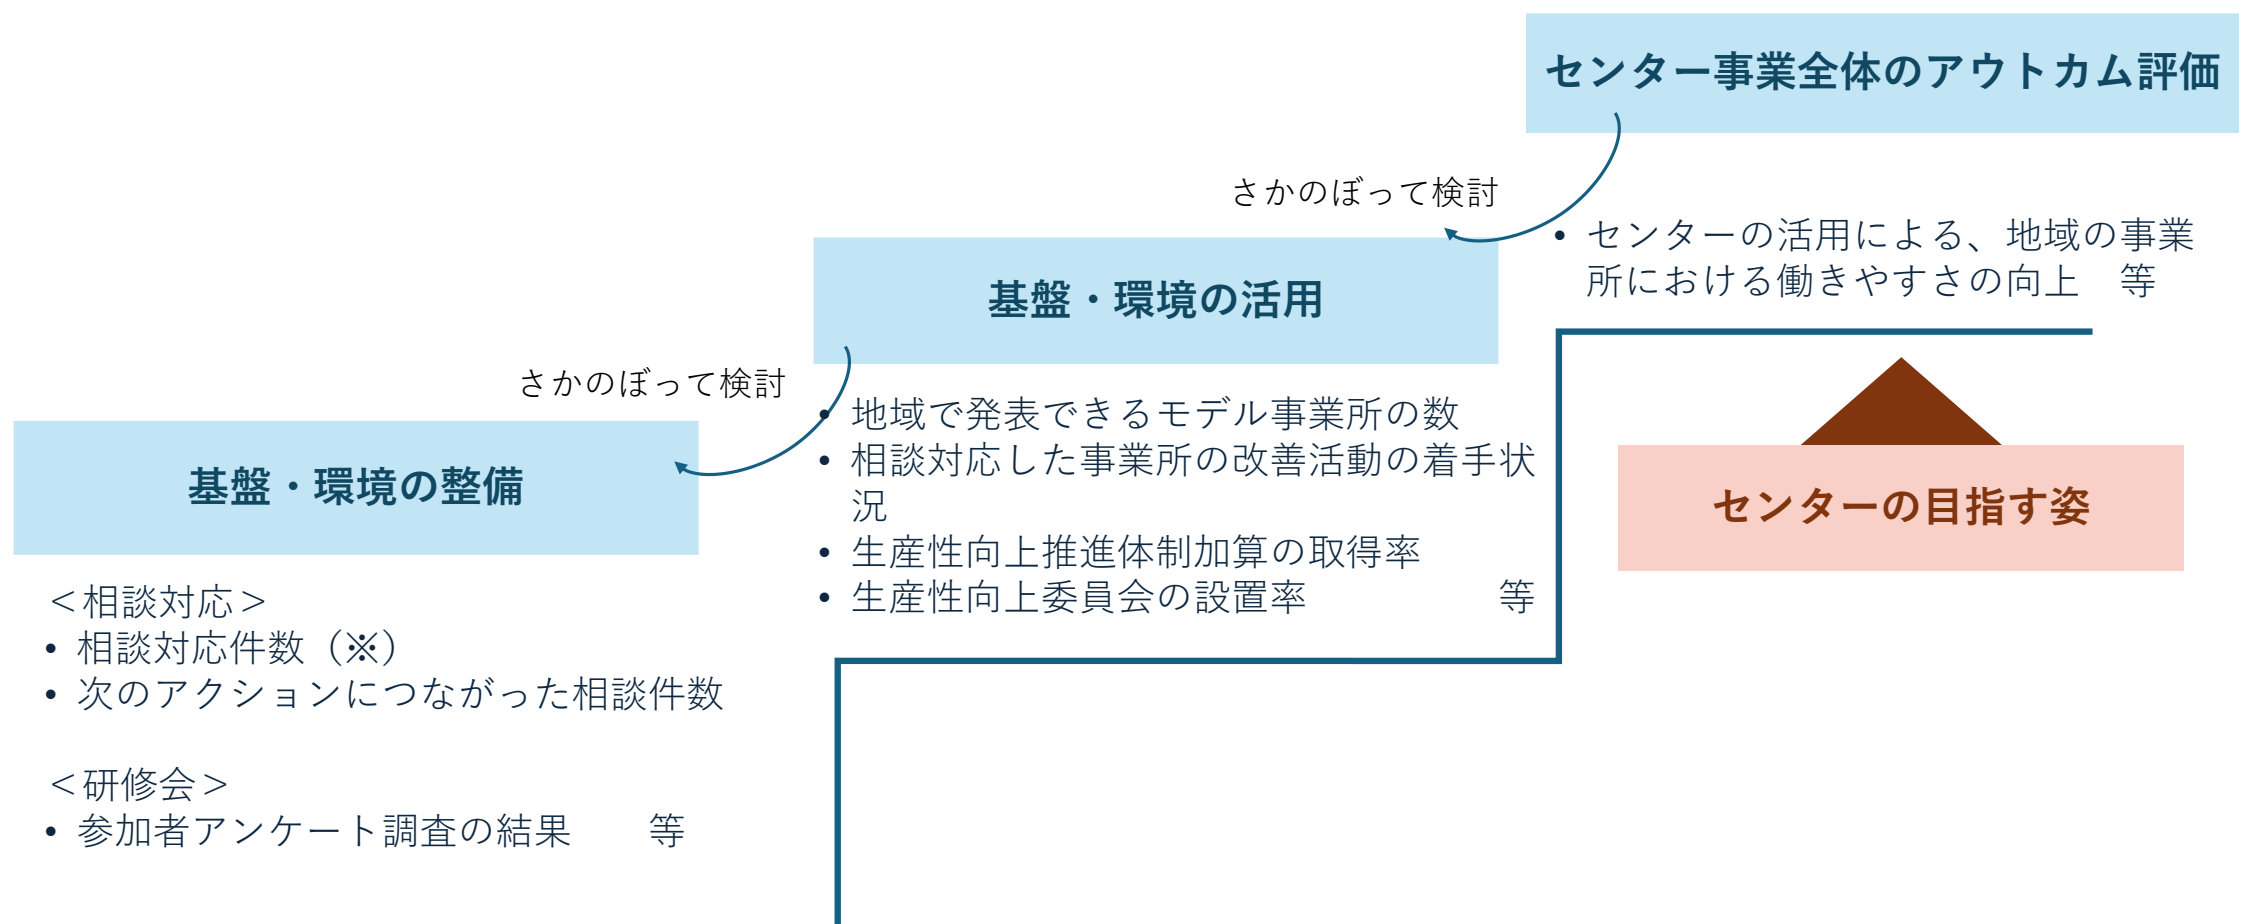 センター事業全体のアウトカム評価
さかのぼって検討
• センターの活用による、地域の事業
所における働きやすさの向上　等
基盤・環境の活用
さかのぼって検討
• 地域で発表できるモデル事業所の数
• 相談対応した事業所の改善活動の着手状
況
• 生産性向上推進体制加算の取得率
• 生産性向上委員会の設置率　　　　　等
基盤・環境の整備
＜相談対応＞
• 相談対応件数（※）
• 次のアクションにつながった相談件数
＜研修会＞
• 参加者アンケート調査の結果　　等
センターの目指す姿